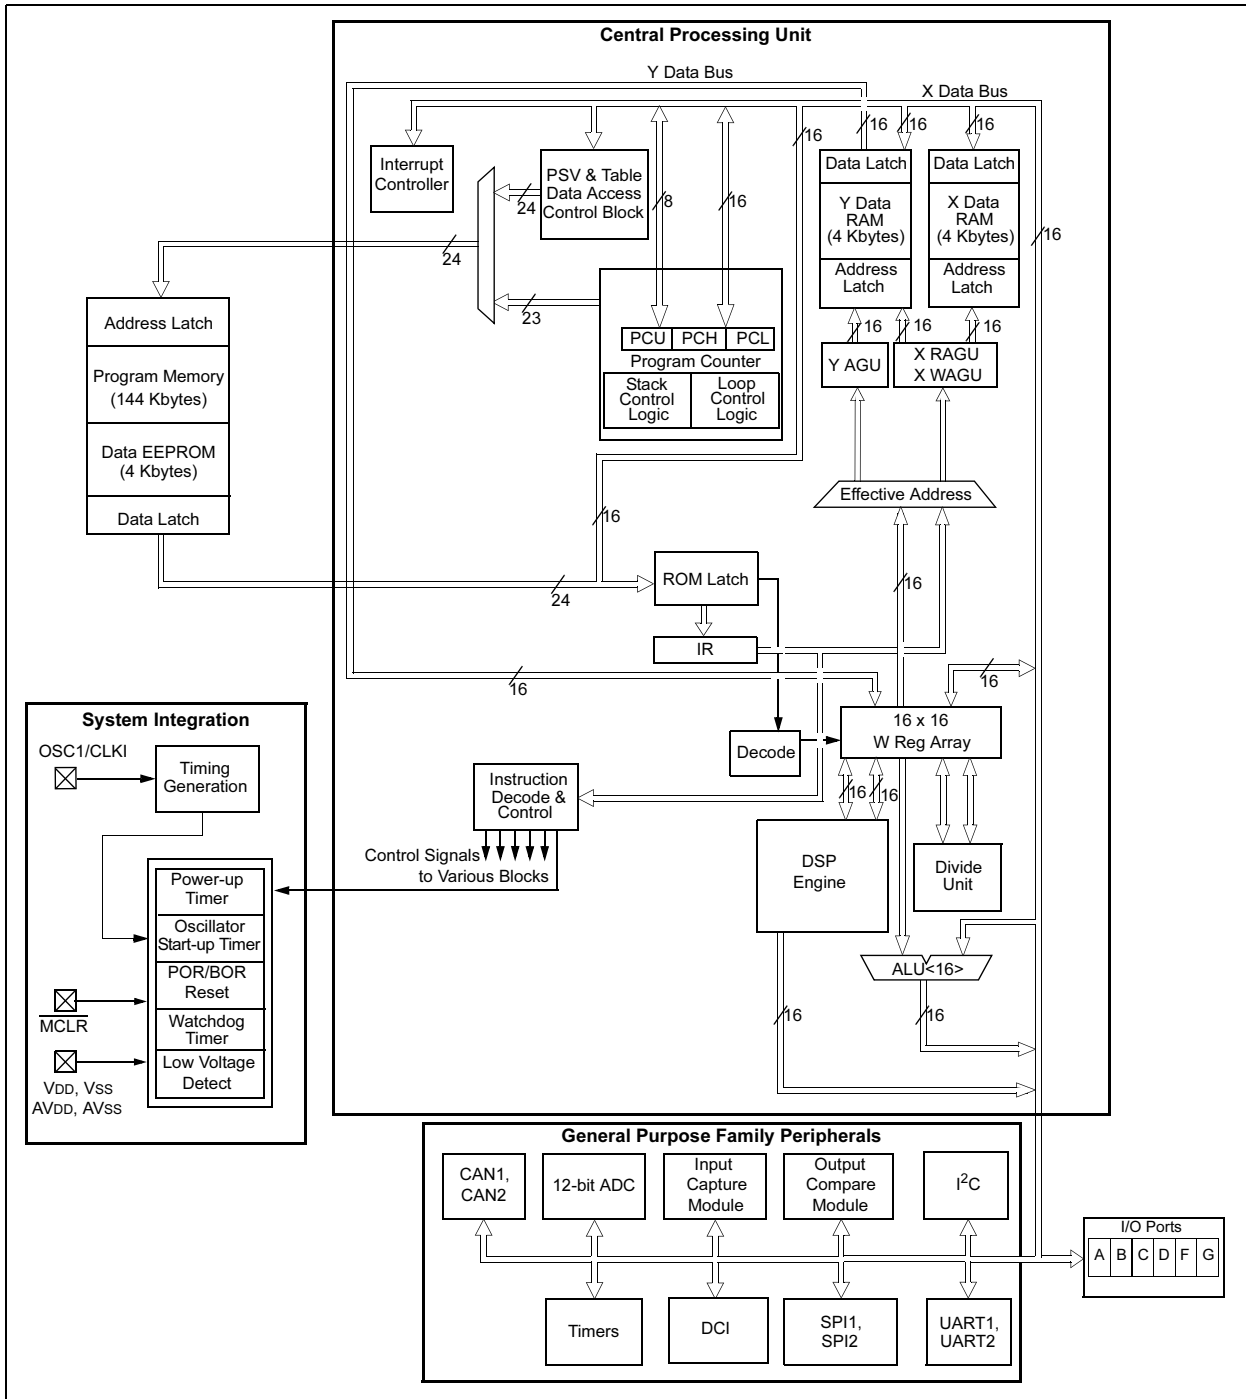 Central Processing Unit
Y Data Bus
X Data Bus
16
16
16
16
Interrupt
Controller
PSV & Table
Data Access
Control Block
24
8
16
Data Latch
Y Data
RAM
(4 Kbytes)
Address
Latch
Data Latch
X Data
RAM
(4 Kbytes)
Address
Latch
16
24
23
Address Latch
Program Memory
(144 Kbytes)
Data EEPROM
(4 Kbytes)
Data Latch
PCU
PCH
PCL
Program Counter
Stack
Control
Logic
Loop
Control
Logic
16
16
16
Y AGU
X RAGU
X WAGU
Effective Address
16
24
ROM Latch
16
IR
16
16
16 x 16
W Reg Array
Decode
Instruction
Decode &
Control
16
16
Control Signals
to Various Blocks
DSP
Engine
Divide
Unit
ALU<16>
16
16
System Integration
OSC1/CLKI
Timing
Generation
Power-up
Timer
Oscillator
Start-up Timer
POR/BOR
Reset
MCLR
Watchdog
Timer
Low Voltage
Detect
VDD, VSS
AVDD, AVSS
General Purpose Family Peripherals
CAN1,
CAN2
12-bit ADC
Input
Capture
Module
Output
Compare
Module
I2C
Timers
DCI
SPI1,
SPI2
UART1,
UART2
I/O Ports
A B C D F G